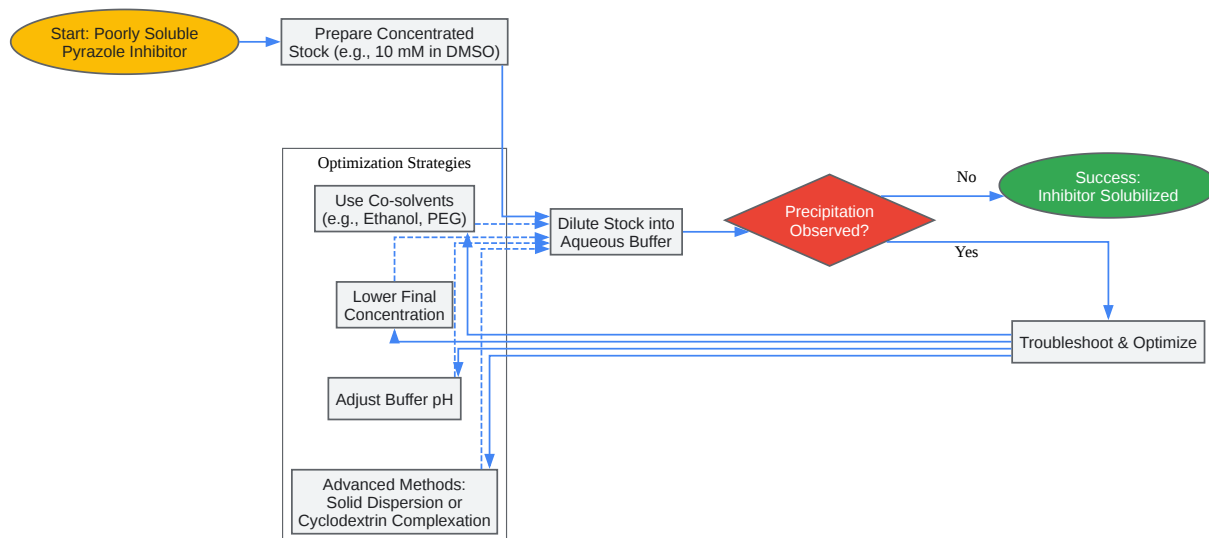 Start: Poorly Soluble
Pyrazole Inhibitor
Prepare Concentrated
Stock (e.g., 10 mM in DMSO)
Optimization Strategies
Use Co-solvents
(e.g., Ethanol, PEG)
Lower Final
Concentration
Adjust Buffer pH
Advanced Methods:
Solid Dispersion or
Cyclodextrin Complexation
Dilute Stock into
Aqueous Buffer
Precipitation
Observed?
No
Yes
Success:
Inhibitor Solubilized
Troubleshoot & Optimize